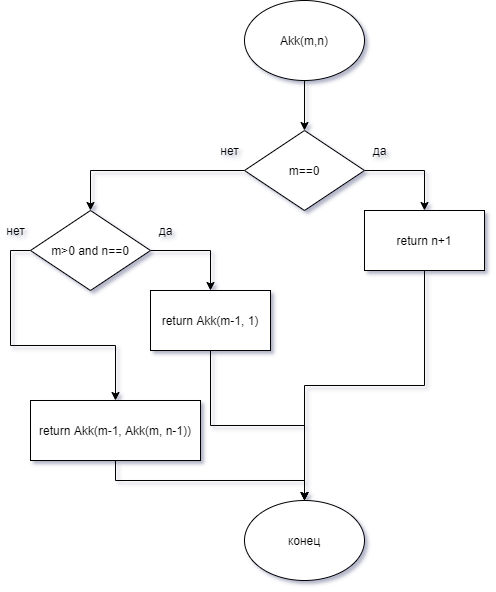 Akk(m,n)
нет
да
m==0
нет
да
m>0 and n==0
return n+1
return Akk(m-1, 1)
return Akk(m-1, Akk(m, n-1))
конец